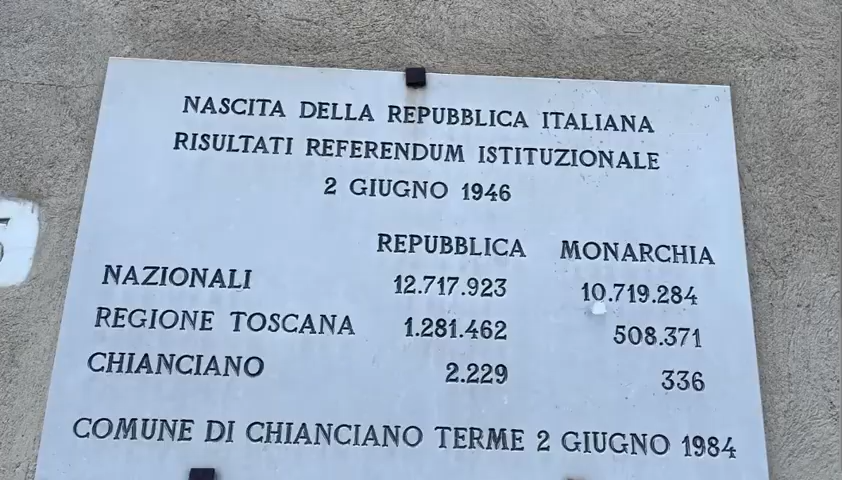 NASCITA DELLA REPUBBLICA ITALIANA
RISULTATI REFERENDUM ISTITUZIONALE
2 GIUGNO 1946
REPUBBLICA MONARCHIA
NAZIONALI 12.717.923 10.719.284
REGIONE TOSCANA 1.281.462 508.371
CHIANCIANO 2.229 336
COMUNE DI CHIANCIANO TERME 2 GIUGNO 1984